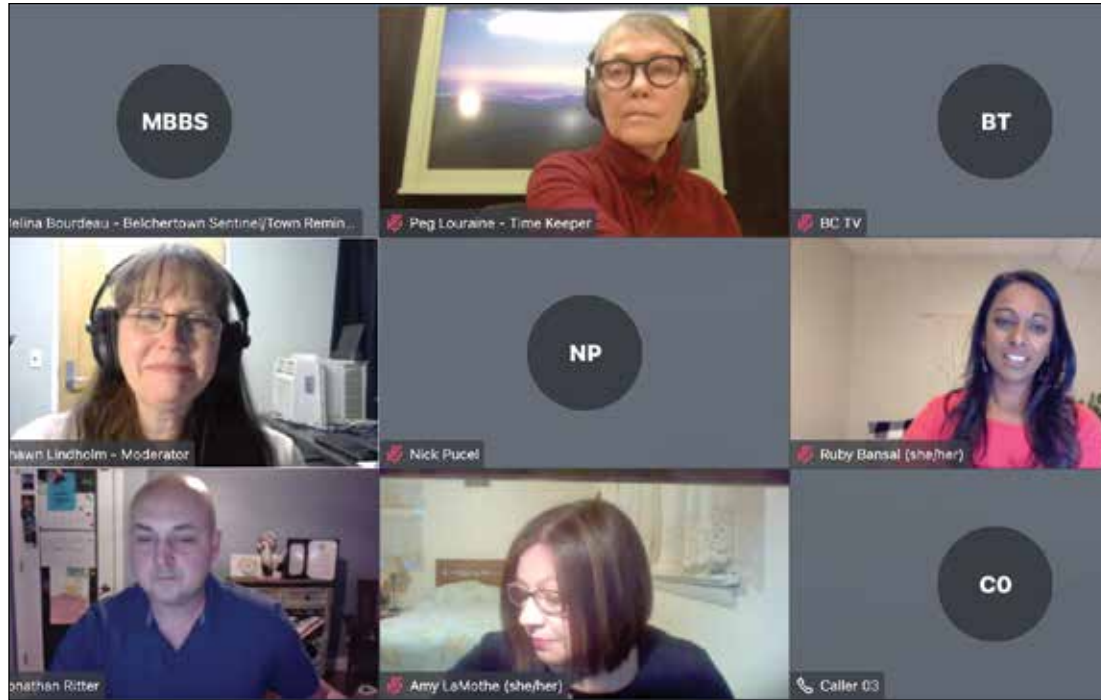 MBBS
elina Bourdeau - Belchertown Sentinel/Town Remin...
Peg Louraine - Time Keeper
BT
BC TV
hawn Lindholm - Moderator
NP
Nick Pucel
Ruby Bansal (she/her)
onathan Ritter
Amy LaMothe (she/her)
C0
Caller 03